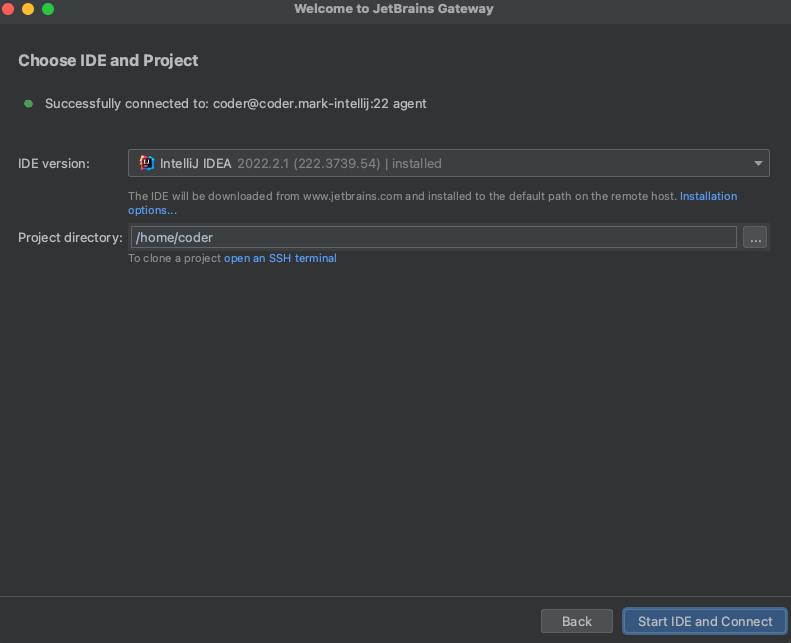 Welcome to JetBrains Gateway
Choose IDE and Project
Successfully connected to: coder@coder.mark-intellij:22 agent
IDE version: IntelliJ IDEA 2022.2.1 (222.3739.54) | installed
The IDE will be downloaded from www.jetbrains.com and installed to the default path on the remote host. Installation
options...
Project directory: /home/coder ...
To clone a project open an SSH terminal
Back Start IDE and Connect